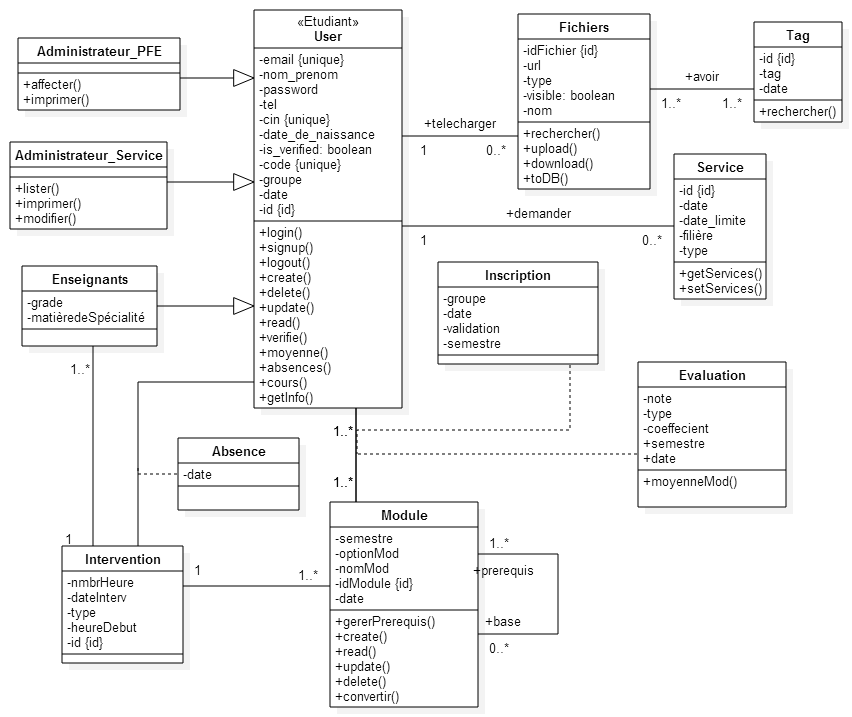 Administrateur_PFE
+affecter()
+imprimer()
Administrateur_Service
+lister()
+imprimer()
+modifier()
Enseignants
-grade
-matièredeSpécialité
«Etudiant»
User
-email {unique}
-nom_prenom
-password
-tel
-cin {unique}
-date_de_naissance
-is_verified: boolean
-code {unique}
-groupe
-date
-id {id}
+login()
+signup()
+logout()
+create()
+delete()
+update()
+read()
+verifie()
+moyenne()
+absences()
+cours()
+getInfo()
+telecharger
1
0..*
Fichiers
-idFichier {id}
-url
-type
-visible: boolean
-nom
+rechercher()
+upload()
+download()
+toDB()
+avoir
1..*
1..*
Tag
-id {id}
-tag
-date
+rechercher()
+demander
1
0..*
Service
-id {id}
-date
-date_limite
-filière
-type
+getServices()
+setServices()
Inscription
-groupe
-date
-validation
-semestre
Evaluation
-note
-type
-coeffecient
+semestre
+date
+moyenneMod()
1..*
1..*
1..*
1
Absence
-date
Intervention
-nmbrHeure
-dateInterv
-type
-heureDebut
-id {id}
1
1..*
Module
-semestre
-optionMod
-nomMod
-idModule {id}
-date
+gererPrerequis()
+create()
+read()
+update()
+delete()
+convertir()
1..*
+prerequis
+base
0..*